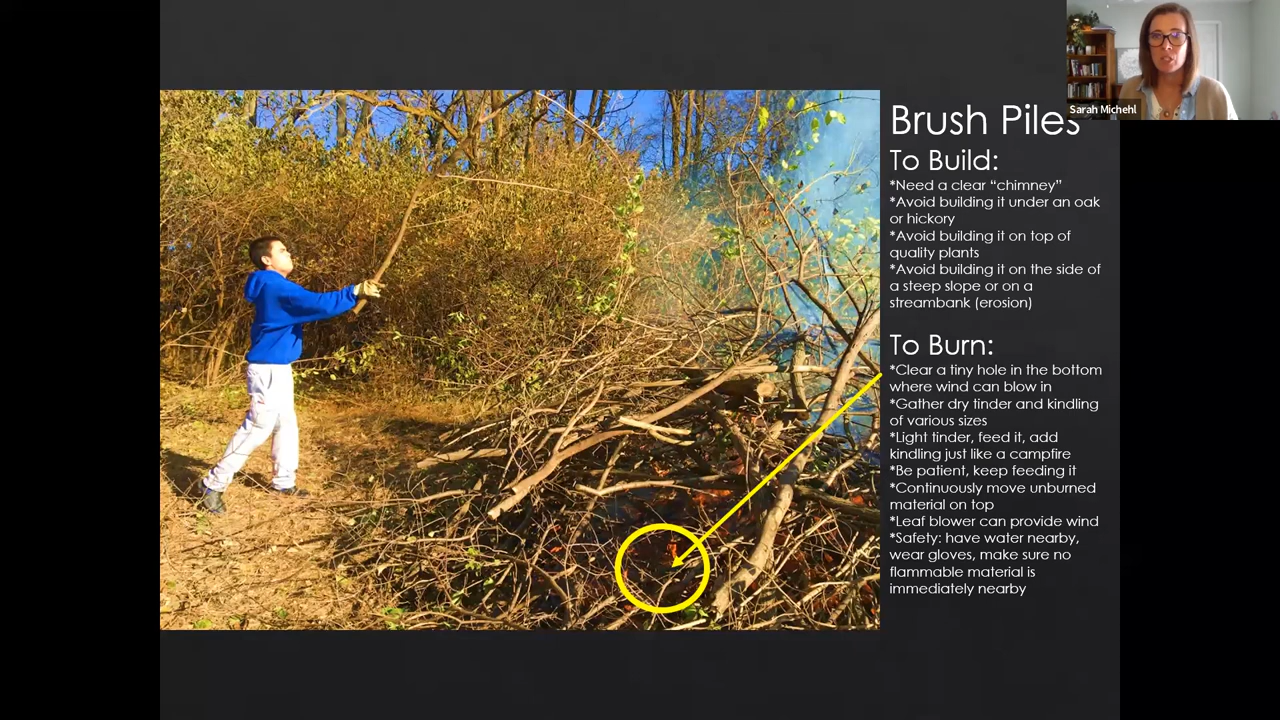 Sarah Michehl
Brush Piles
To Build:
*Need a clear “chimney”
*Avoid building it under an oak
or hickory
*Avoid building it on top of
quality plants
*Avoid building it on the side of
a steep slope or on a
streambank (erosion)
To Burn:
*Clear a tiny hole in the bottom
where wind can blow in
*Gather dry tinder and kindling
of various sizes
*Light tinder, feed it, add
kindling just like a campfire
*Be patient, keep feeding it
*Continuously move unburned
material on top
*Leaf blower can provide wind
*Safety: have water nearby,
wear gloves, make sure no
flammable material is
immediately nearby